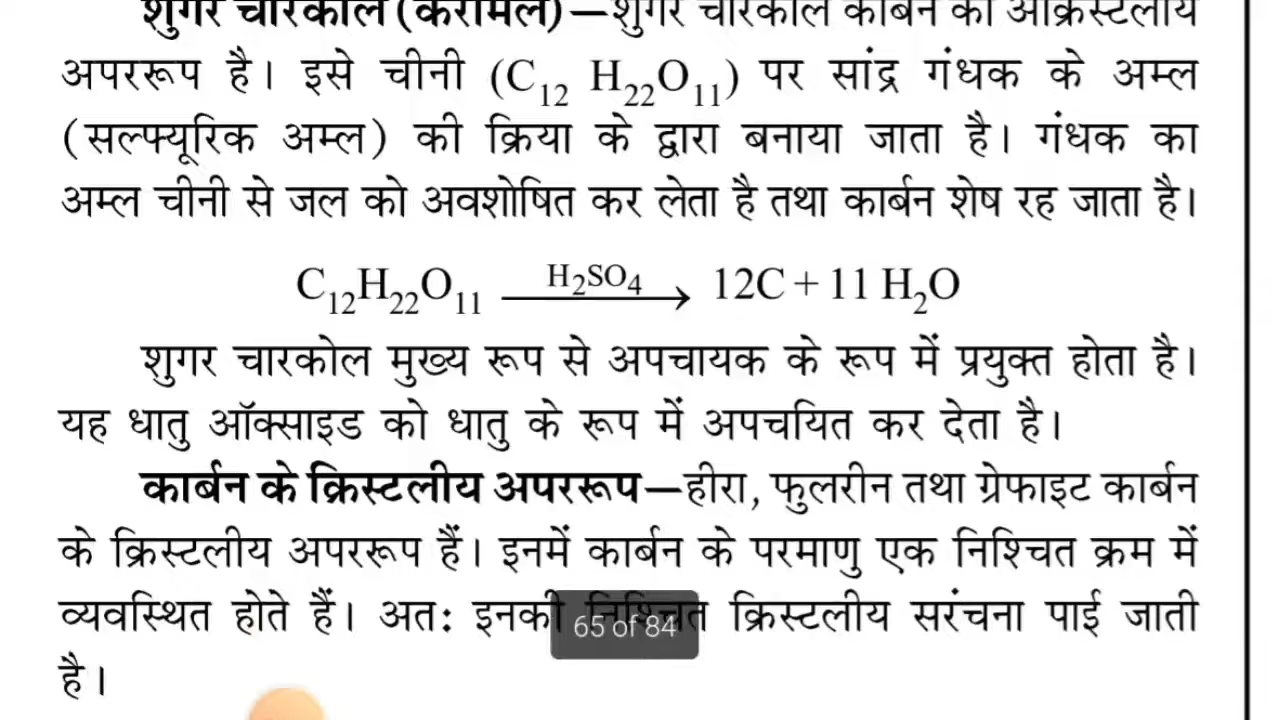 शुगर चारकोल (करामेल)—शुगर चारकोल कार्बन का अक्रिस्टलीय
अपररूप है। इसे चीनी (C₁₂ H₂₂O₁₁) पर सांद्र गंधक के अम्ल
(सल्फ्यूरिक अम्ल) की क्रिया के द्वारा बनाया जाता है। गंधक का
अम्ल चीनी से जल को अवशोषित कर लेता है तथा कार्बन शेष रह जाता है।
C₁₂H₂₂O₁₁ —H₂SO₄→ 12C + 11 H₂O
शुगर चारकोल मुख्य रूप से अपचायक के रूप में प्रयुक्त होता है।
यह धातु ऑक्साइड को धातु के रूप में अपचयित कर देता है।
कार्बन के क्रिस्टलीय अपररूप—हीरा, फुलरीन तथा ग्रेफाइट कार्बन
के क्रिस्टलीय अपररूप हैं। इनमें कार्बन के परमाणु एक निश्चित क्रम में
व्यवस्थित होते हैं। अतः इनकी निश्चित क्रिस्टलीय सरंचना पाई जाती
65 of 84
है।